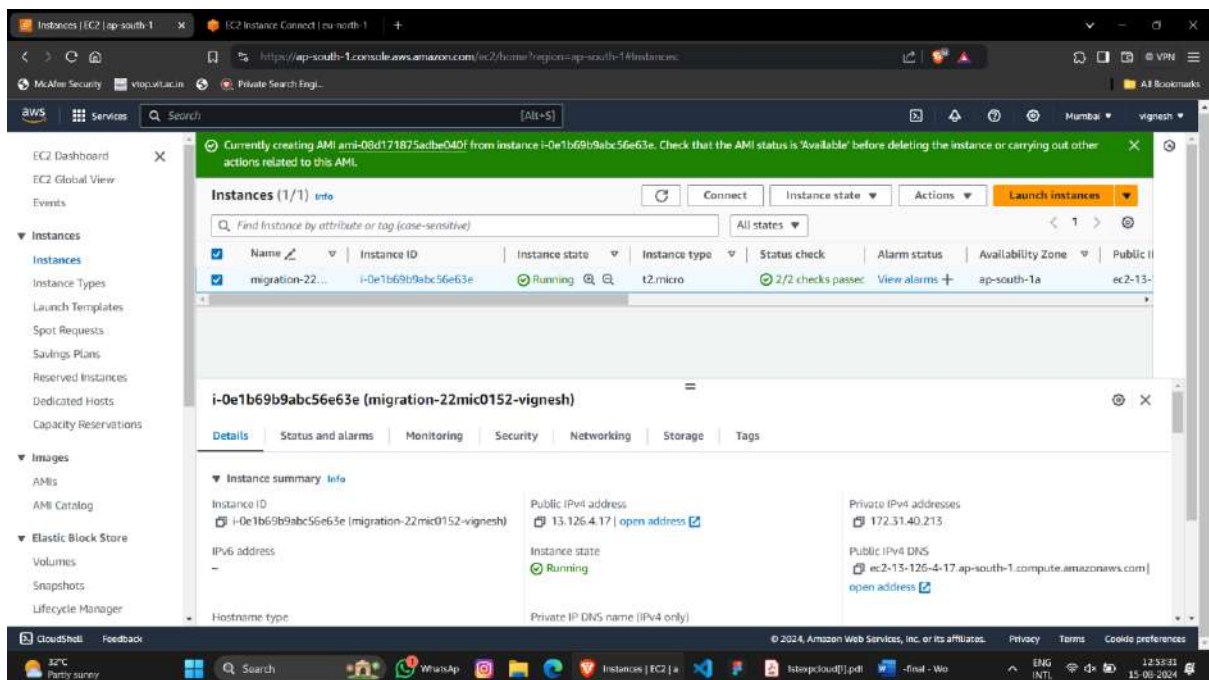 Instances | EC2 | ap-south-1
EC2 Instance Connect | eu-north-1
https://ap-south-1.console.aws.amazon.com/ec2/home?region=ap-south-1#Instances:
VPN
McAfee Security
vtop.vit.ac.in
Private Search Engi...
All Bookmarks
aws
Services
Search
[Alt+S]
Mumbai
vignesh
Currently creating AMI ami-08d171875adbe040f from instance i-0e1b69b9abc56e63e. Check that the AMI status is 'Available' before deleting the instance or carrying out other
actions related to this AMI.
EC2 Dashboard
EC2 Global View
Events
Instances
Instances
Instance Types
Launch Templates
Spot Requests
Savings Plans
Reserved Instances
Dedicated Hosts
Capacity Reservations
Images
AMIs
AMI Catalog
Elastic Block Store
Volumes
Snapshots
Lifecycle Manager
Instances (1/1) Info
Connect
Instance state
Actions
Launch instances
Find Instance by attribute or tag (case-sensitive)
All states
1
Name
Instance ID
Instance state
Instance type
Status check
Alarm status
Availability Zone
Public I
migration-22...
i-0e1b69b9abc56e63e
Running
t2.micro
2/2 checks passec
View alarms +
ap-south-1a
ec2-13-
i-0e1b69b9abc56e63e (migration-22mic0152-vignesh)
Details
Status and alarms
Monitoring
Security
Networking
Storage
Tags
Instance summary Info
Instance ID
i-0e1b69b9abc56e63e (migration-22mic0152-vignesh)
Public IPv4 address
13.126.4.17 | open address
Private IPv4 addresses
172.31.40.213
IPv6 address
–
Instance state
Running
Public IPv4 DNS
ec2-13-126-4-17.ap-south-1.compute.amazonaws.com |
open address
Hostname type
Private IP DNS name (IPv4 only)
CloudShell
Feedback
© 2024, Amazon Web Services, Inc. or its affiliates.
Privacy
Terms
Cookie preferences
32°C
Partly sunny
Search
WhatsAp
Instances | EC2 | a
1stexpcloud[1].pdf
-final - Wo
ENG
INTL
12:53:31
15-08-2024